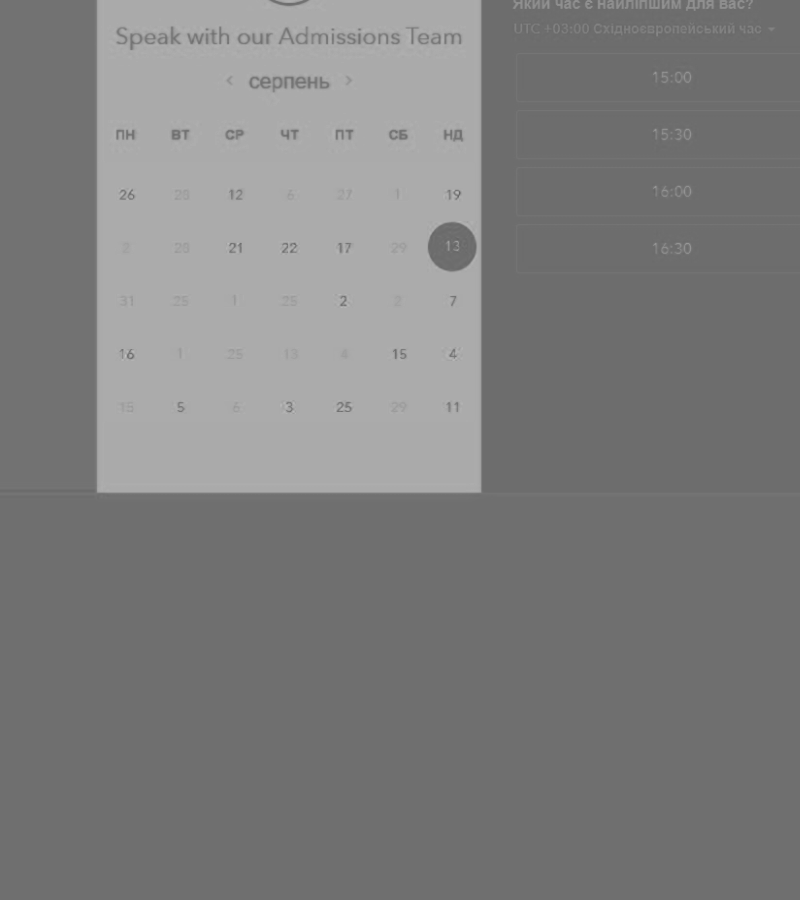 Speak with our Admissions Team
серпень
ПН ВТ СР ЧТ ПТ СБ НД
26 28 12 6 27 1 19
2 20 21 22 17 29 13
31 25 1 25 2 2 7
16 1 25 13 4 15 4
18 5 6 3 25 29 11
Який час є найліпшим для вас?
UTC +03:00 Східноєвропейський час
15:00
15:30
16:00
16:30